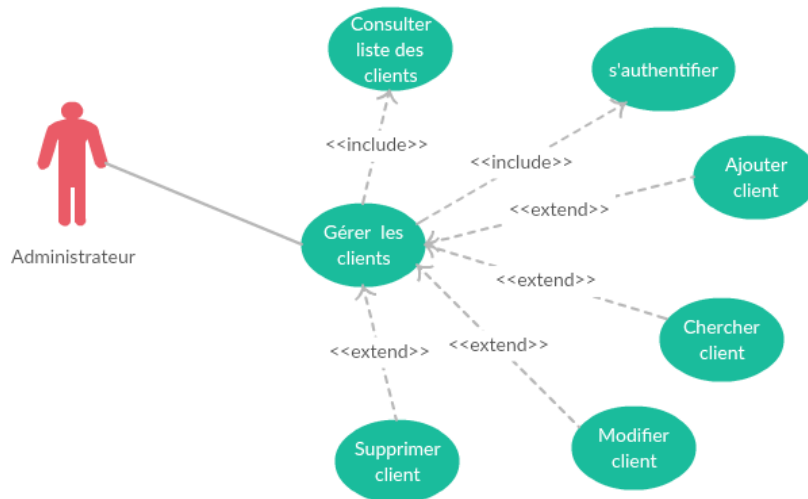 Consulter
liste des
clients
s'authentifier
<<include>>
<<include>>
Ajouter
client
<<extend>>
Gérer les
clients
Administrateur
<<extend>>
Chercher
client
<<extend>>
<<extend>>
Supprimer
client
Modifier
client